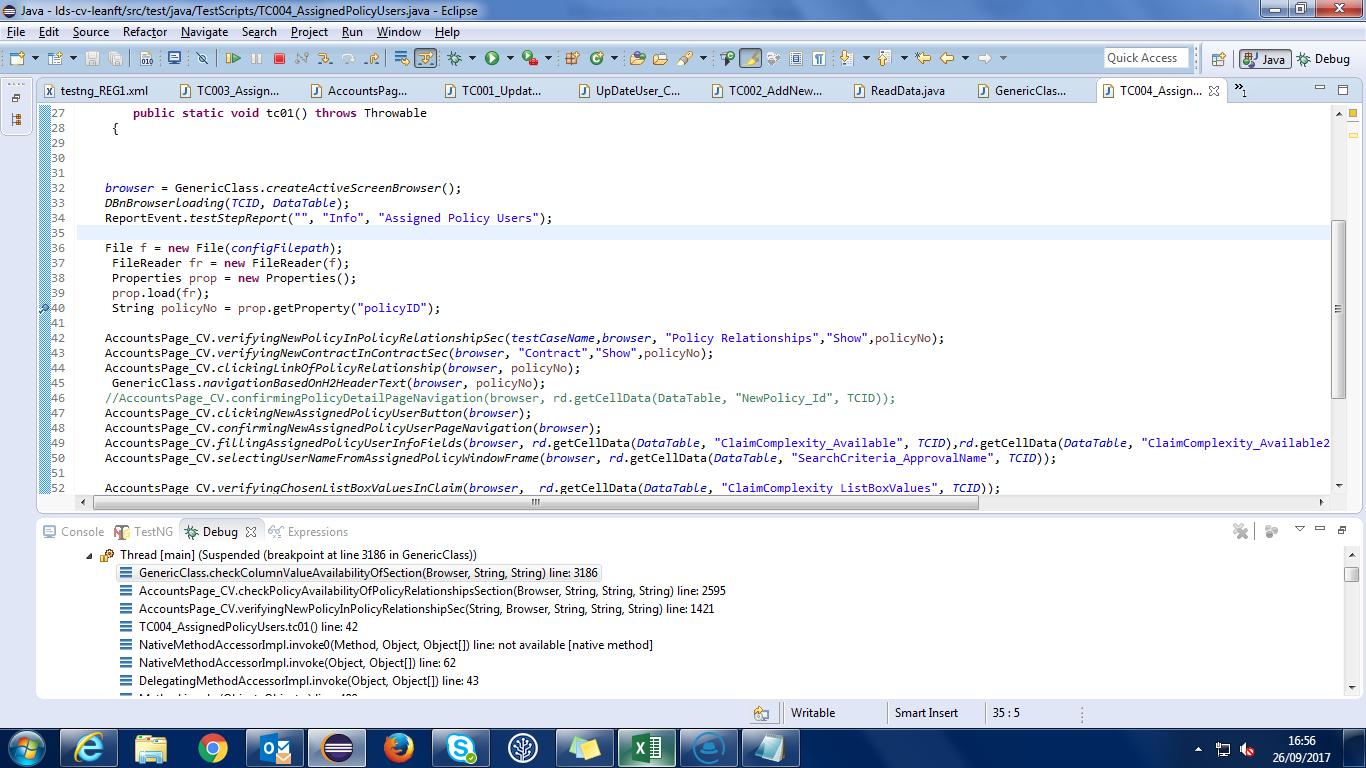 Java - lds-cv-leanft/src/test/java/TestScripts/TC004_AssignedPolicyUsers.java - Eclipse
File Edit Source Refactor Navigate Search Project Run Window Help
Quick Access Java Debug
testng_REG1.xml TC003_Assign... AccountsPag... TC001_Updat... UpDateUser_C... TC002_AddNew... ReadData.java GenericClas... TC004_Assign... »1
27 public static void tc01() throws Throwable
28 {
29
30
31
32 browser = GenericClass.createActiveScreenBrowser();
33 DBnBrowserloading(TCID, DataTable);
34 ReportEvent.testStepReport("", "Info", "Assigned Policy Users");
35
36 File f = new File(configFilepath);
37 FileReader fr = new FileReader(f);
38 Properties prop = new Properties();
39 prop.load(fr);
40 String policyNo = prop.getProperty("policyID");
41
42 AccountsPage_CV.verifyingNewPolicyInPolicyRelationshipSec(testCaseName,browser, "Policy Relationships","Show",policyNo);
43 AccountsPage_CV.verifyingNewContractInContractSec(browser, "Contract","Show",policyNo);
44 AccountsPage_CV.clickingLinkOfPolicyRelationship(browser, policyNo);
45 GenericClass.navigationBasedOnH2HeaderText(browser, policyNo);
46 //AccountsPage_CV.confirmingPolicyDetailPageNavigation(browser, rd.getCellData(DataTable, "NewPolicy_Id", TCID));
47 AccountsPage_CV.clickingNewAssignedPolicyUserButton(browser);
48 AccountsPage_CV.confirmingNewAssignedPolicyUserPageNavigation(browser);
49 AccountsPage_CV.fillingAssignedPolicyUserInfoFields(browser, rd.getCellData(DataTable, "ClaimComplexity_Available", TCID),rd.getCellData(DataTable, "ClaimComplexity_Available2
50 AccountsPage_CV.selectingUserNameFromAssignedPolicyWindowFrame(browser, rd.getCellData(DataTable, "SearchCriteria_ApprovalName", TCID));
51
52 AccountsPage_CV.verifyingChosenListBoxValuesInClaim(browser, rd.getCellData(DataTable, "ClaimComplexity_ListBoxValues", TCID));
Console TestNG Debug Expressions
Thread [main] (Suspended (breakpoint at line 3186 in GenericClass))
GenericClass.checkColumnValueAvailabilityOfSection(Browser, String, String) line: 3186
AccountsPage_CV.checkPolicyAvailabilityOfPolicyRelationshipsSection(Browser, String, String, String) line: 2595
AccountsPage_CV.verifyingNewPolicyInPolicyRelationshipSec(String, Browser, String, String, String) line: 1421
TC004_AssignedPolicyUsers.tc01() line: 42
NativeMethodAccessorImpl.invoke0(Method, Object, Object[]) line: not available [native method]
NativeMethodAccessorImpl.invoke(Object, Object[]) line: 62
DelegatingMethodAccessorImpl.invoke(Object, Object[]) line: 43
Writable Smart Insert 35 : 5
16:56
26/09/2017